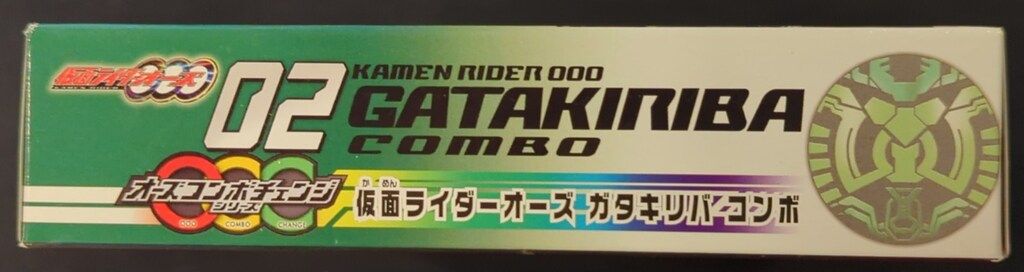 仮面ライダーオーズ
KAMEN RIDER
02
KAMEN RIDER OOO
GATAKIRIBA
COMBO
オーズコンボチェンジ
シリーズ
OOO COMBO CHANGE
かめん
仮面ライダーオーズ ガタキリバ コンボ